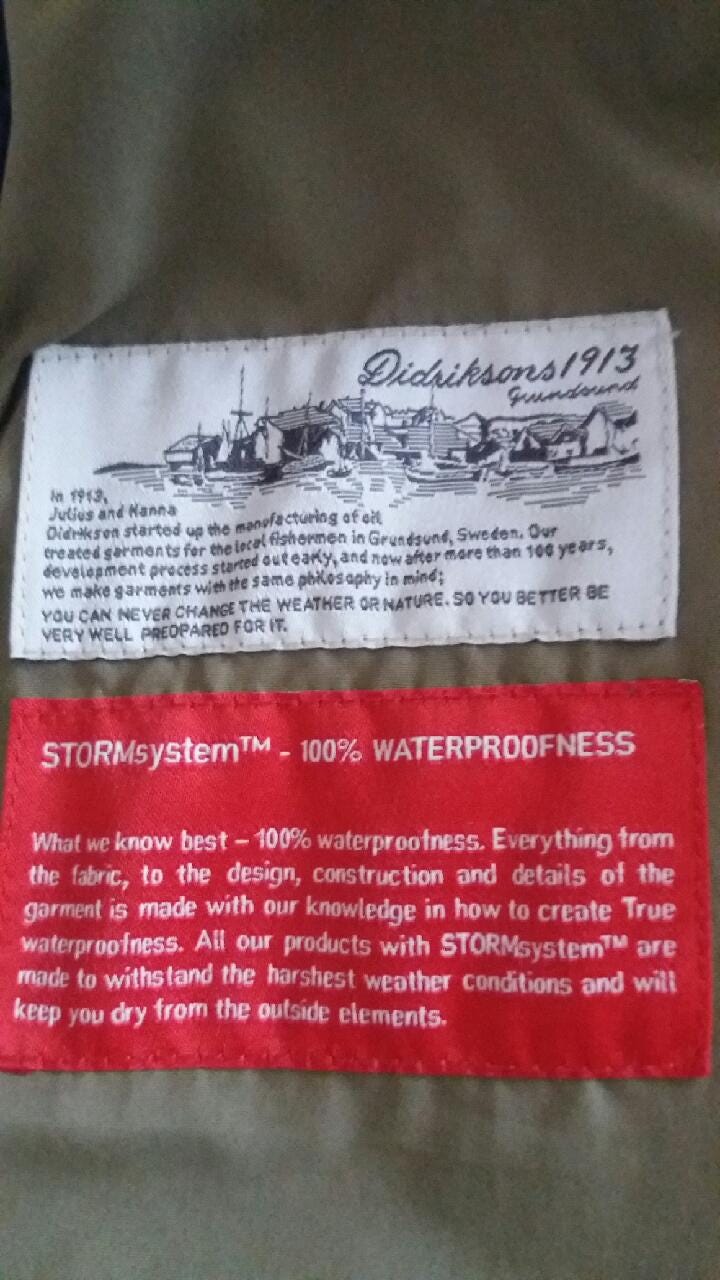 Didriksons1913
Grundsund
In 1913,
Julius and Hanna
Didrikson started up the manufacturing of oil
treated garments for the local fishermen in Grundsund, Sweden. Our
development process started out early, and now after more than 100 years,
we make garments with the same philosophy in mind;
YOU CAN NEVER CHANGE THE WEATHER OR NATURE. SO YOU BETTER BE
VERY WELL PREDPARED FOR IT.
STORMsystem™ - 100% WATERPROOFNESS
What we know best – 100% waterproofness. Everything from
the fabric, to the design, construction and details of the
garment is made with our knowledge in how to create True
waterproofness. All our products with STORMsystem™ are
made to withstand the harshest weather conditions and will
keep you dry from the outside elements.